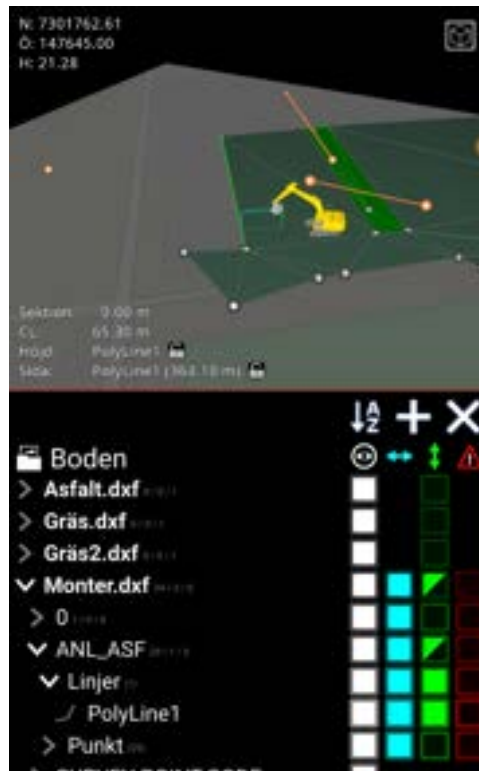 N: 7301762.61
Ö: 147645.00
H: 21.28
Sektion: 0.00 m
CL 65.30 m
Höjd PolyLine1
Sida: PolyLine1 (363.10 m)
Boden
Asfalt.dxf
Gräs.dxf
Gräs2.dxf
Monter.dxf
0
ANL_ASF
Linjer
PolyLine1
Punkt